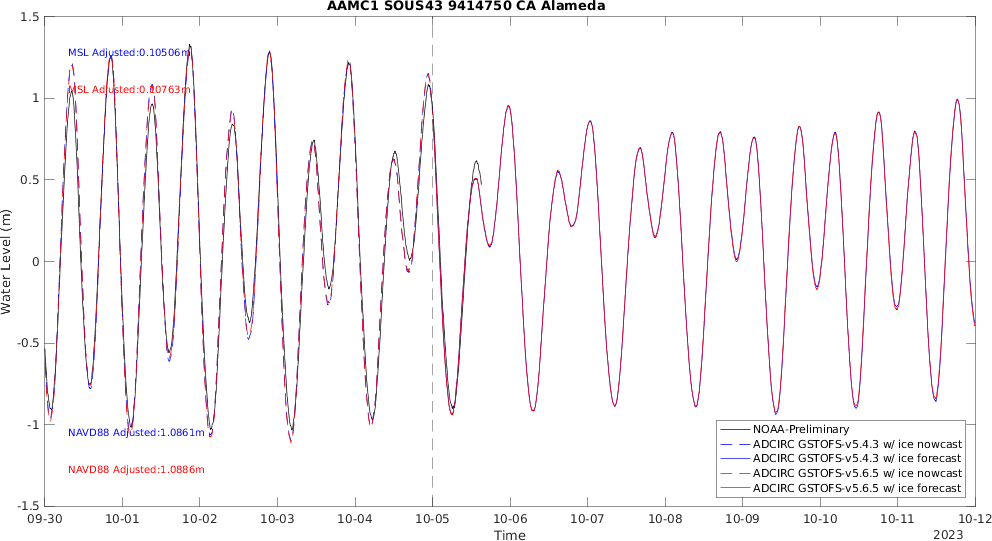 AAMC1 SOUS43 9414750 CA Alameda
1.5
MSL Adjusted:0.10506m
MSL Adjusted:0.10763m
1
0.5
Water Level (m)
0
-0.5
-1
NAVD88 Adjusted:1.0861m
NAVD88 Adjusted:1.0886m
-1.5
NOAA-Preliminary
ADCIRC GSTOFS-v5.4.3 w/ ice nowcast
ADCIRC GSTOFS-v5.4.3 w/ ice forecast
ADCIRC GSTOFS-v5.6.5 w/ ice nowcast
ADCIRC GSTOFS-v5.6.5 w/ ice forecast
09-30 10-01 10-02 10-03 10-04 10-05 10-06 10-07 10-08 10-09 10-10 10-11 10-12
Time
2023